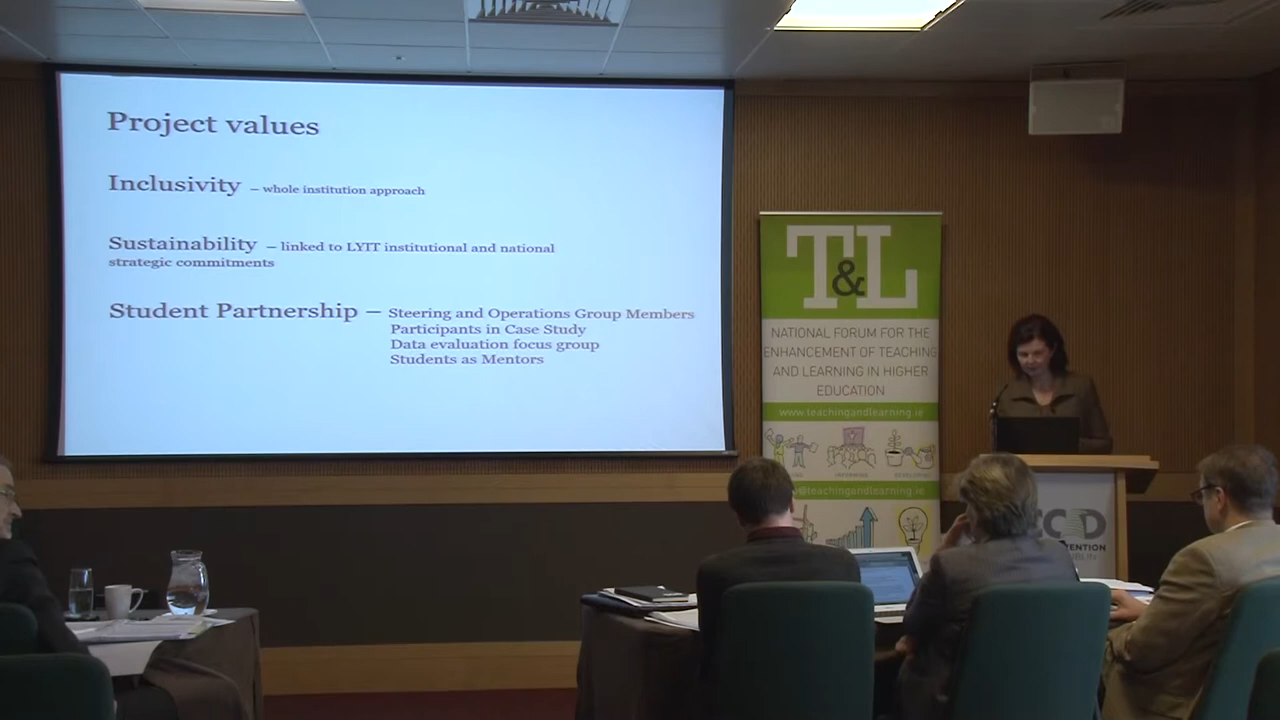 Project values
Inclusivity – whole institution approach
Sustainability – linked to LYIT institutional and national
strategic commitments
Student Partnership – Steering and Operations Group Members
Participants in Case Study
Data evaluation focus group
Students as Mentors
T&L
NATIONAL FORUM FOR THE
ENHANCEMENT OF TEACHING
AND LEARNING IN HIGHER
EDUCATION
www.teachingandlearning.ie
@teachingandlearning.ie